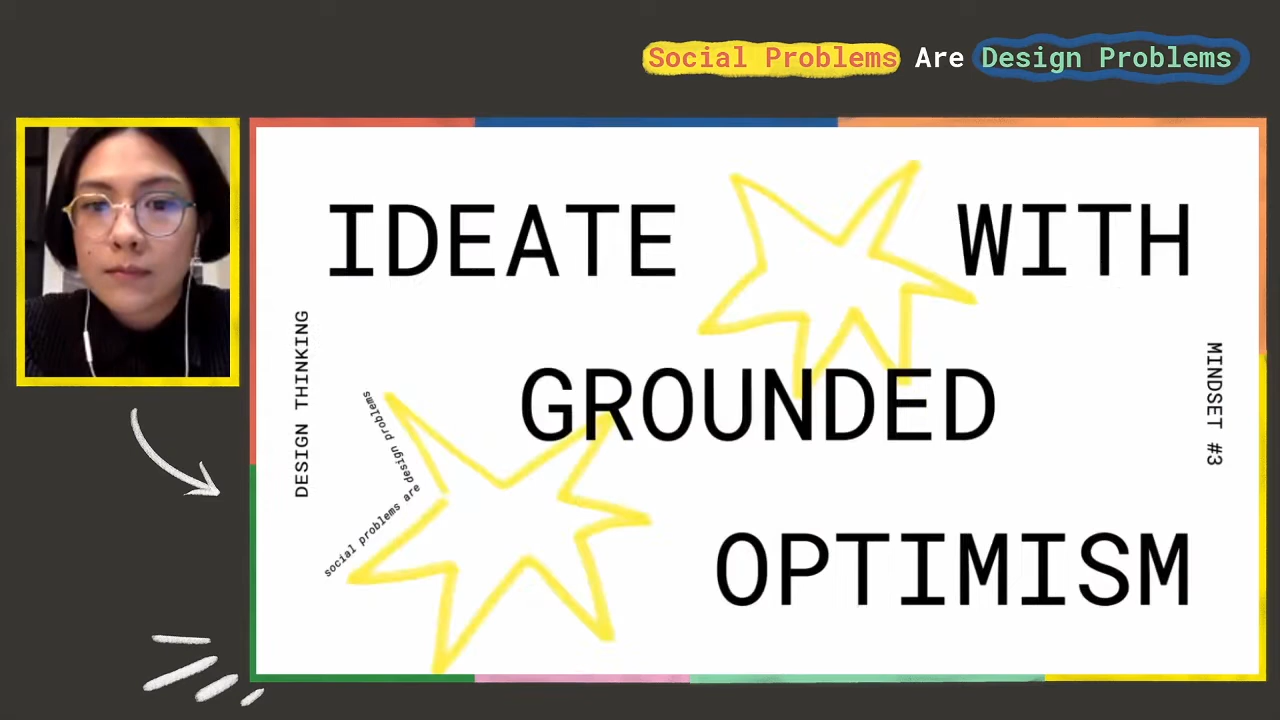 Social Problems Are Design Problems
IDEATE WITH
GROUNDED
OPTIMISM
DESIGN THINKING
MINDSET #3
social problems are
design problems